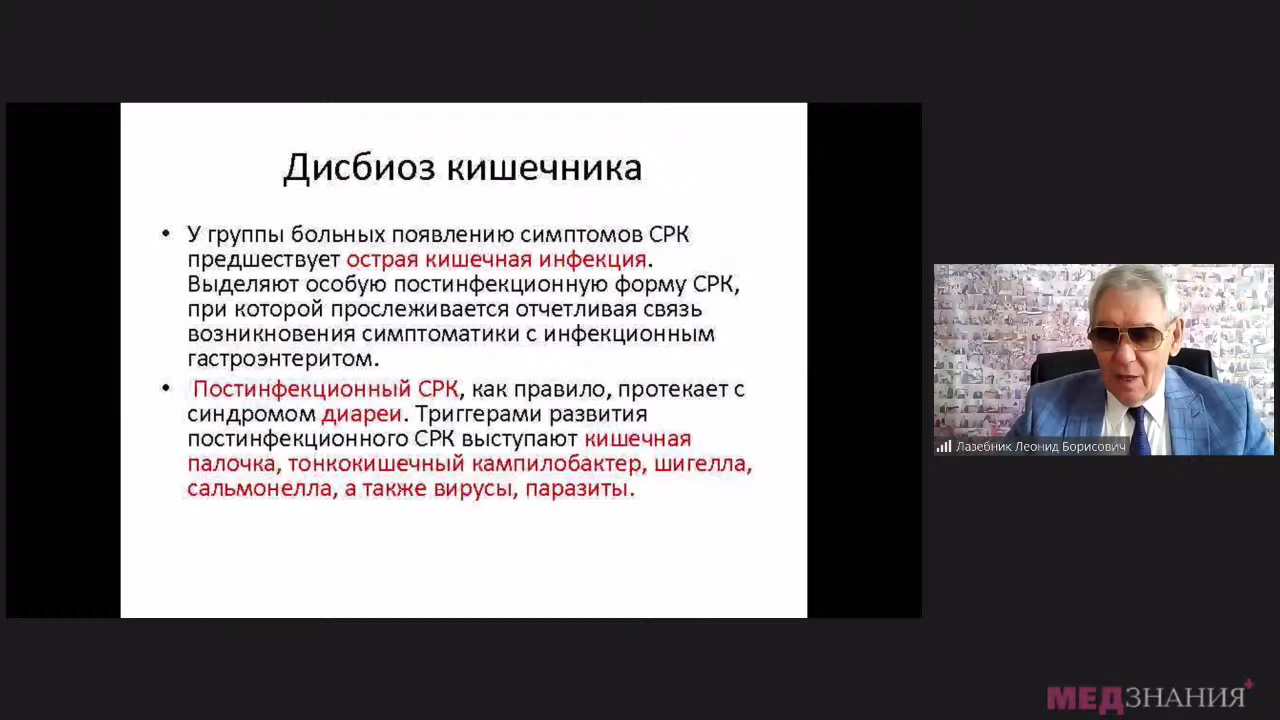 Дисбиоз кишечника
• У группы больных появлению симптомов СРК
предшествует острая кишечная инфекция.
Выделяют особую постинфекционную форму СРК,
при которой прослеживается отчетливая связь
возникновения симптоматики с инфекционным
гастроэнтеритом.
• Постинфекционный СРК, как правило, протекает с
синдромом диареи. Триггерами развития
постинфекционного СРК выступают кишечная
палочка, тонкокишечный кампилобактер, шигелла,
сальмонелла, а также вирусы, паразиты.
Лазебник Леонид Борисович
МЕДЗНАНИЯ+